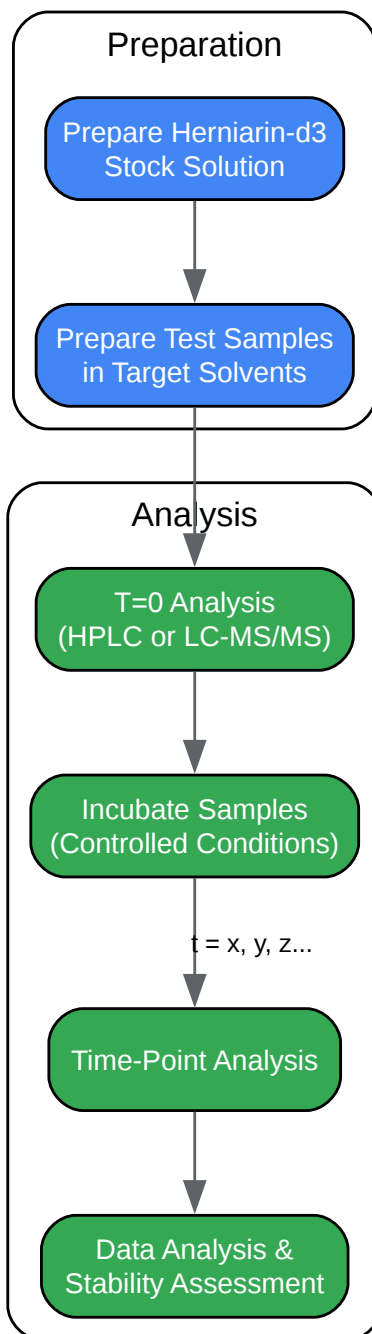 Preparation
Prepare Herniarin-d3
Stock Solution
Prepare Test Samples
in Target Solvents
Analysis
T=0 Analysis
(HPLC or LC-MS/MS)
Incubate Samples
(Controlled Conditions)
t = x, y, z...
Time-Point Analysis
Data Analysis &
Stability Assessment